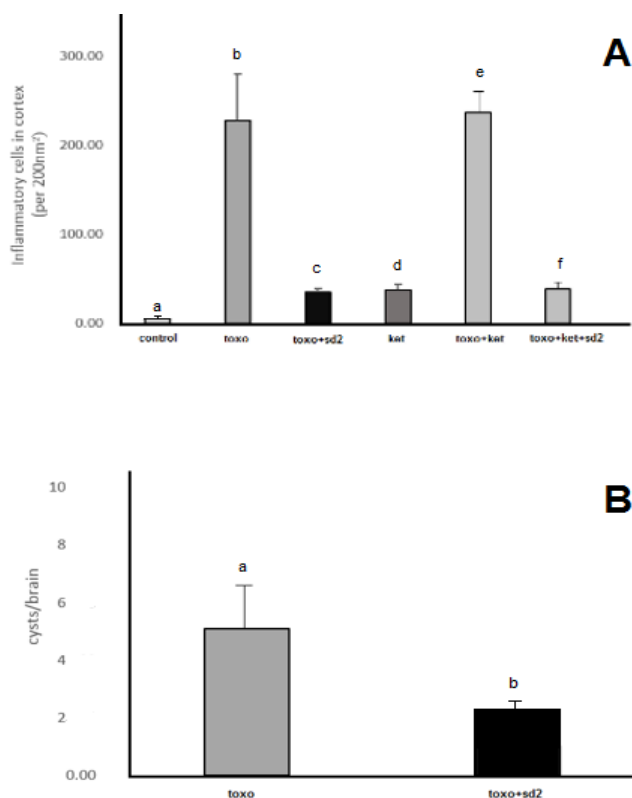 A
Inflammatory cells in cortex
(per 200nm²)
300.00
200.00
100.00
0.00
a
b
c
d
e
f
control
toxo
toxo+sd2
ket
toxo+ket
toxo+ket+sd2
B
cysts/brain
10
8
6
4
2
0.00
a
b
toxo
toxo+sd2